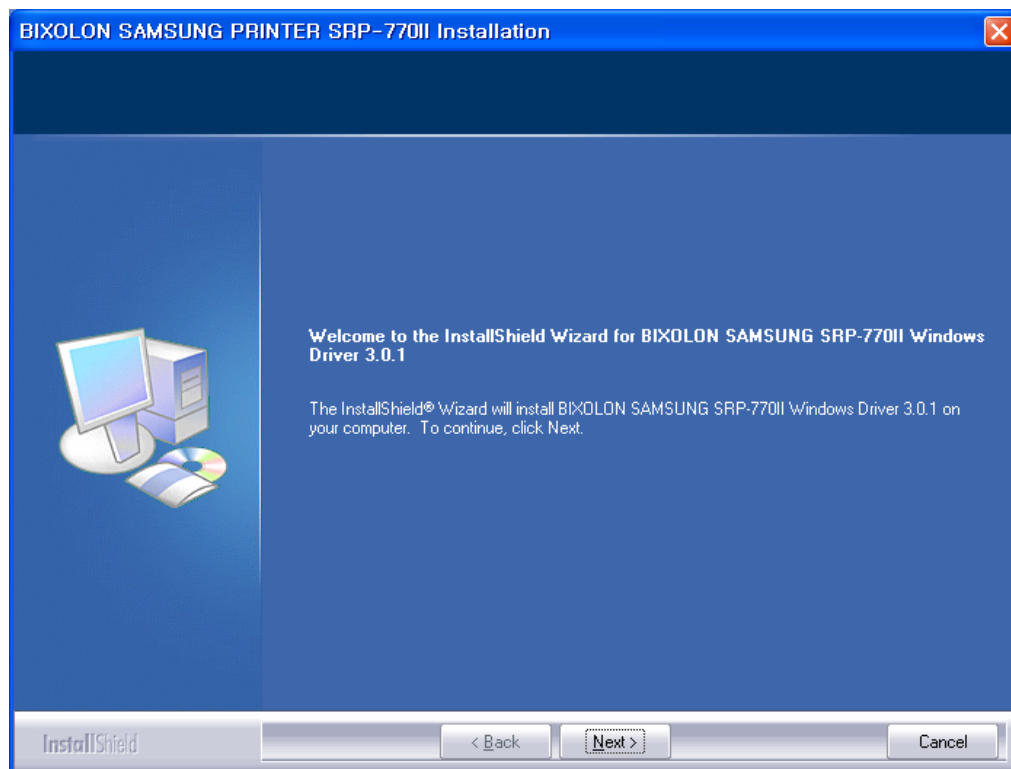 BIXOLON SAMSUNG PRINTER SRP-770II Installation
Welcome to the InstallShield Wizard for BIXOLON SAMSUNG SRP-770II Windows
Driver 3.0.1
The InstallShield® Wizard will install BIXOLON SAMSUNG SRP-770II Windows Driver 3.0.1 on
your computer. To continue, click Next.
InstallShield
< Back
Next >
Cancel